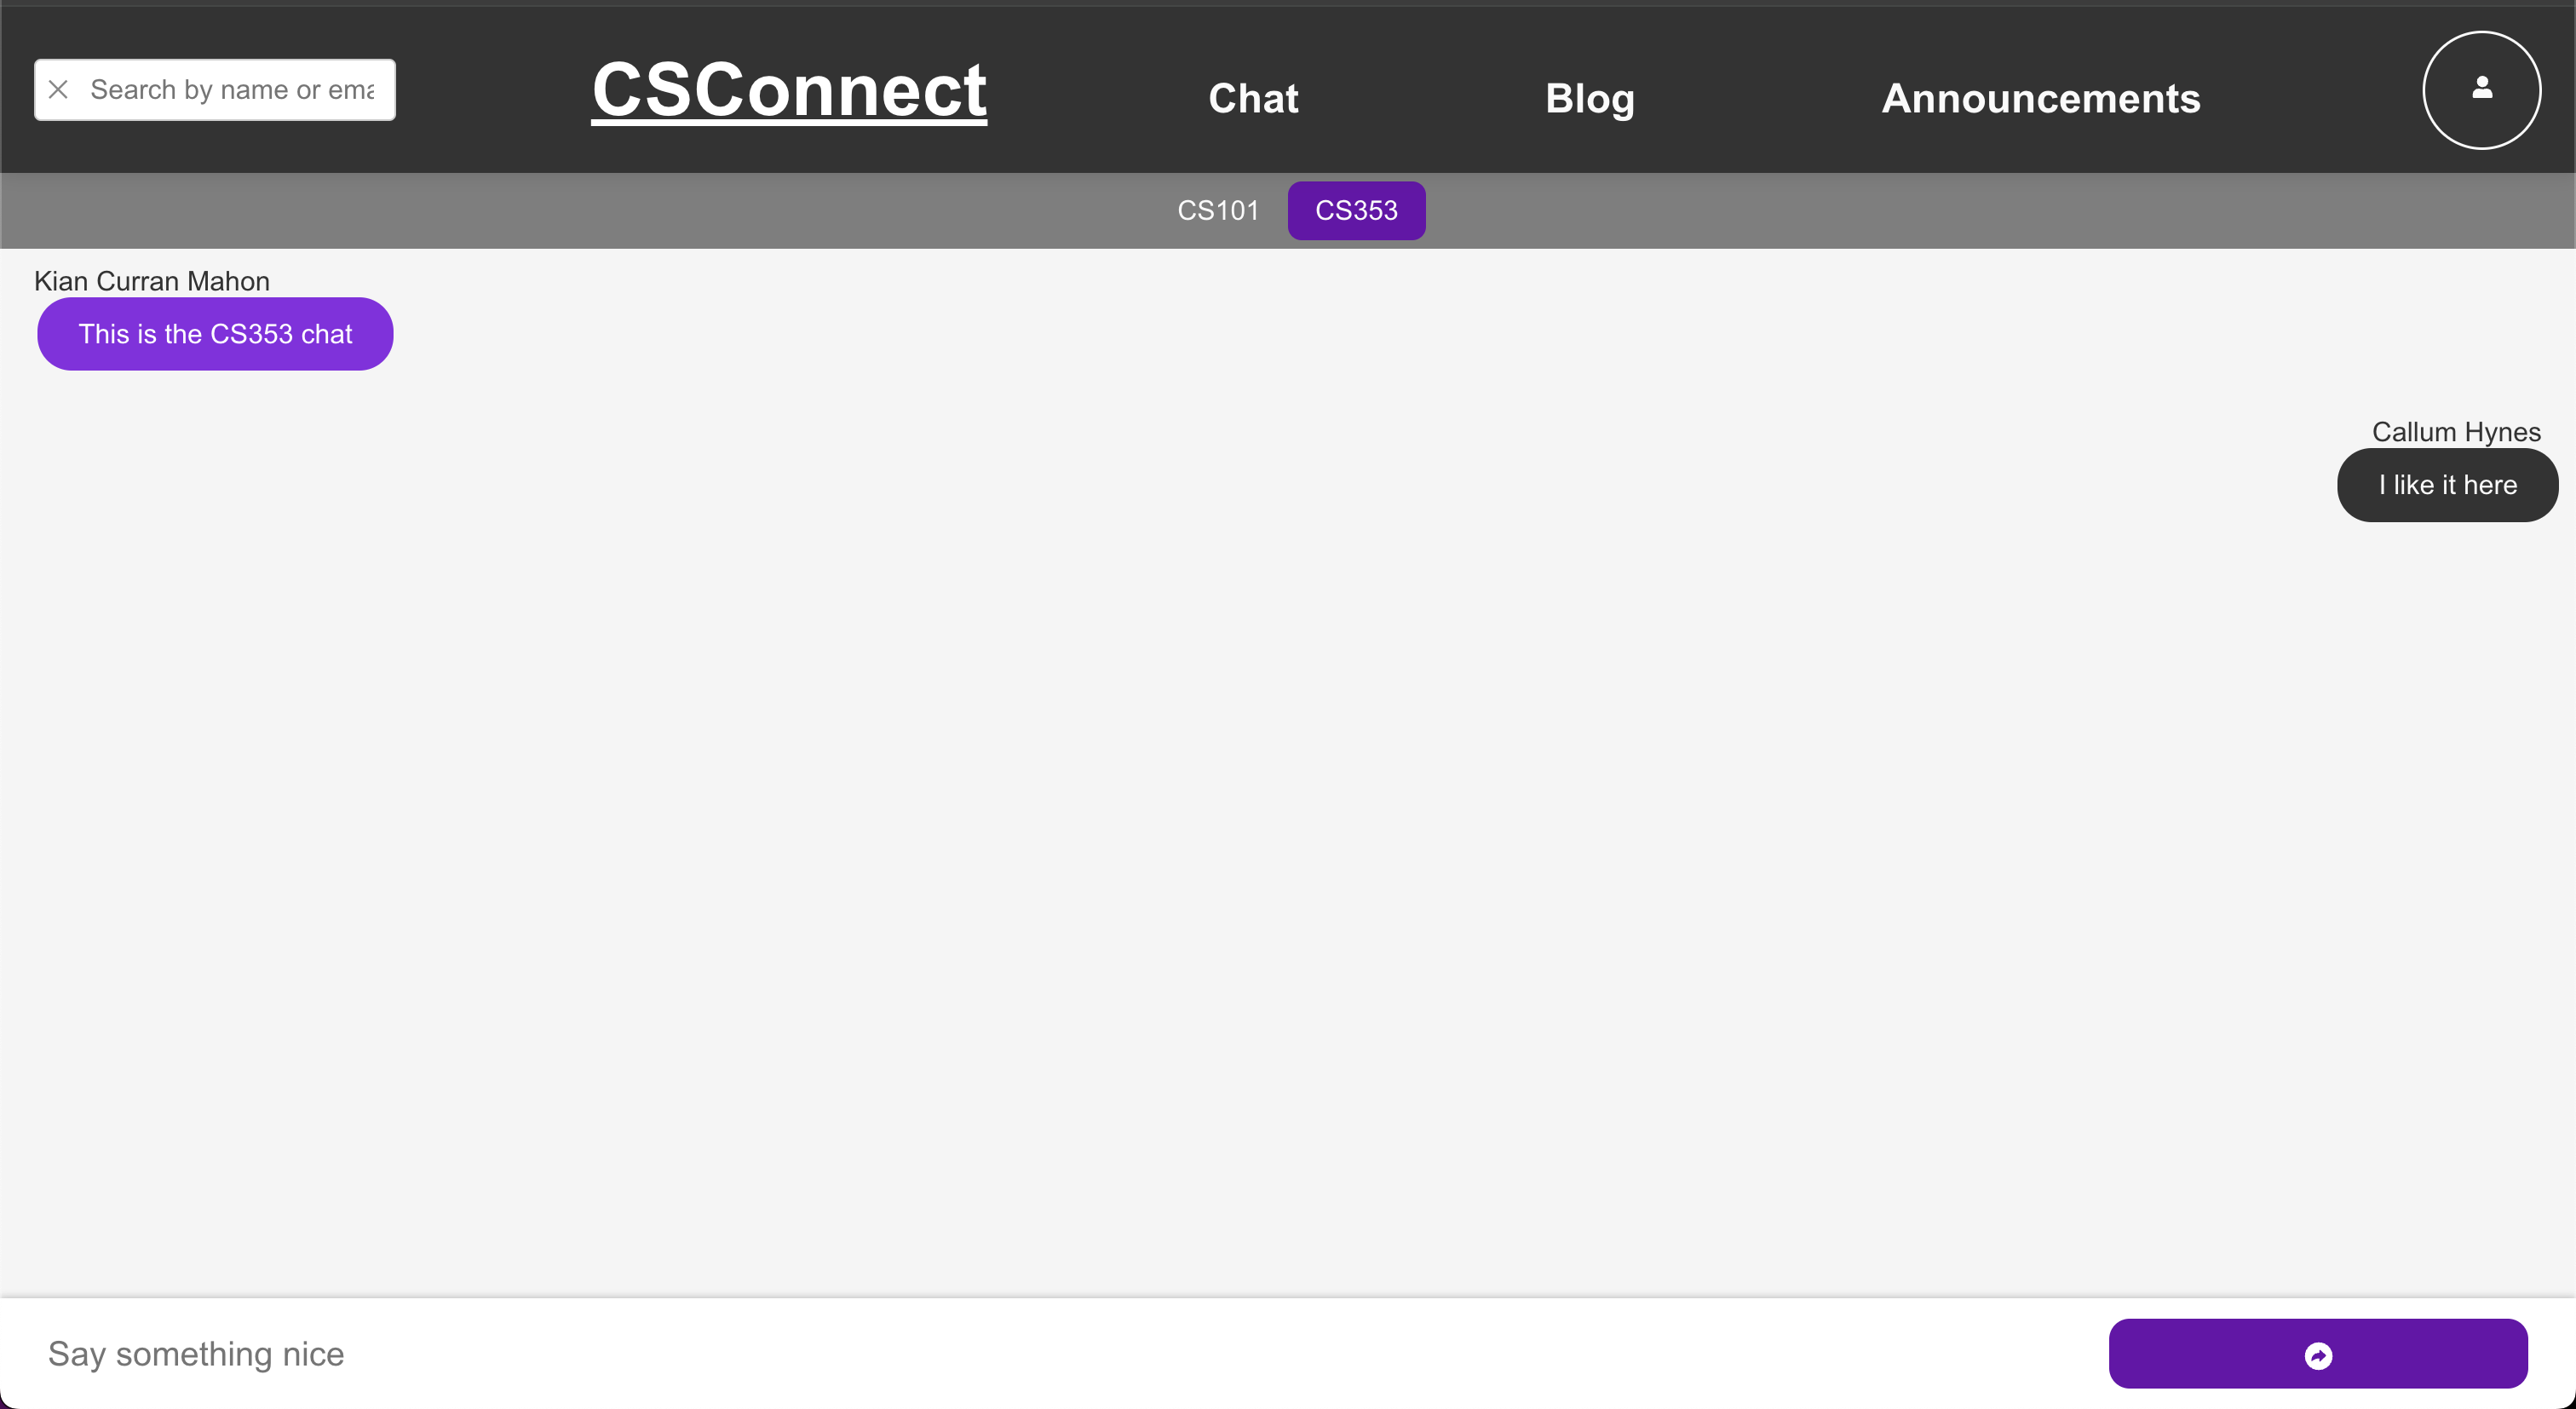 Search by name or ema
CSConnect
Chat
Blog
Announcements
CS101
CS353
Kian Curran Mahon
This is the CS353 chat
Callum Hynes
I like it here
Say something nice